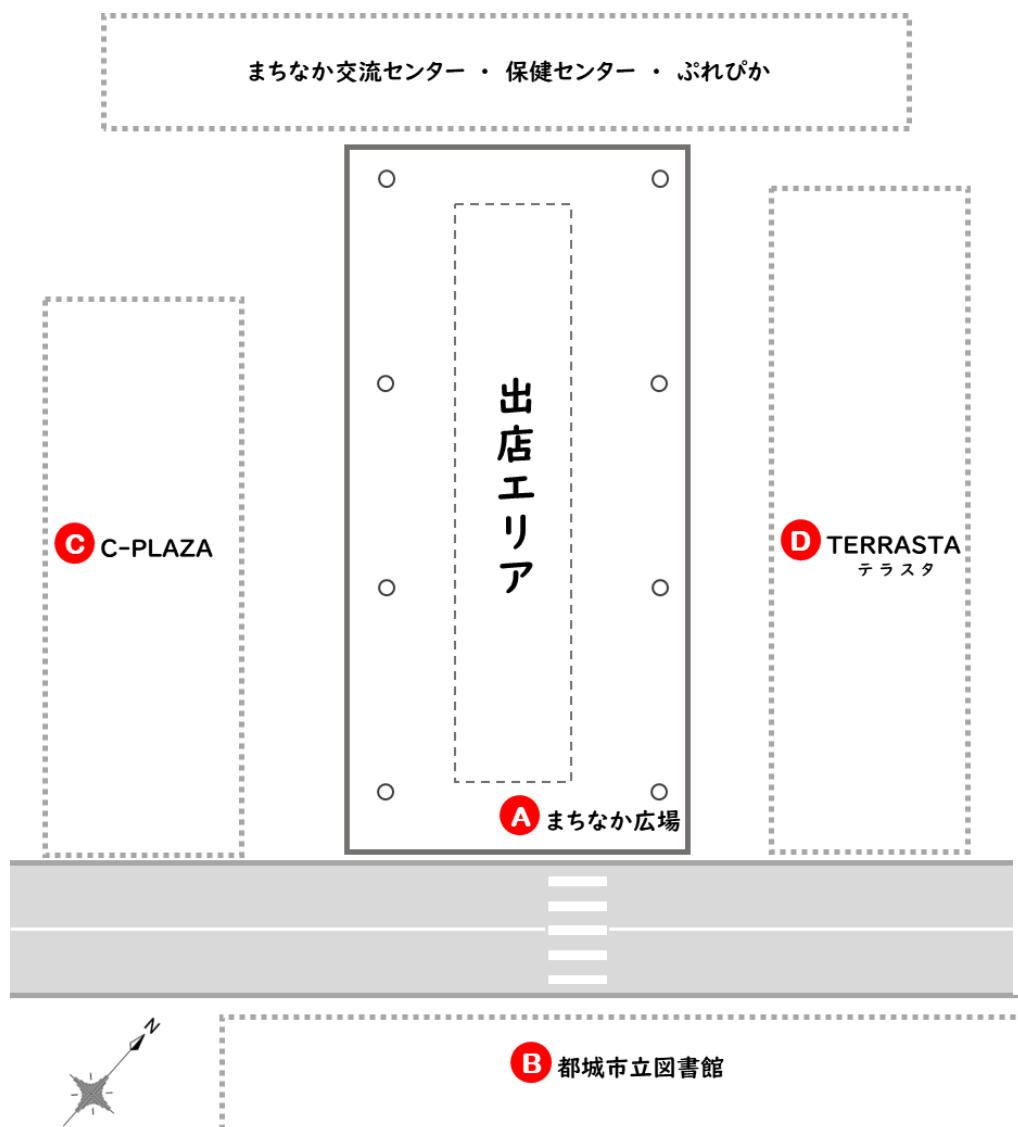 まちなか交流センター ・ 保健センター ・ ぷれぴか
出店エリア
C C-PLAZA
D TERRASTA
テラスタ
A まちなか広場
N
B 都城市立図書館